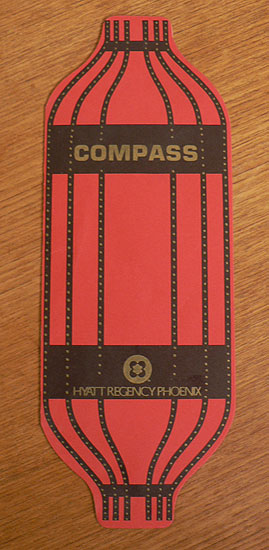 COMPASS
HYATT REGENCY PHOENIX